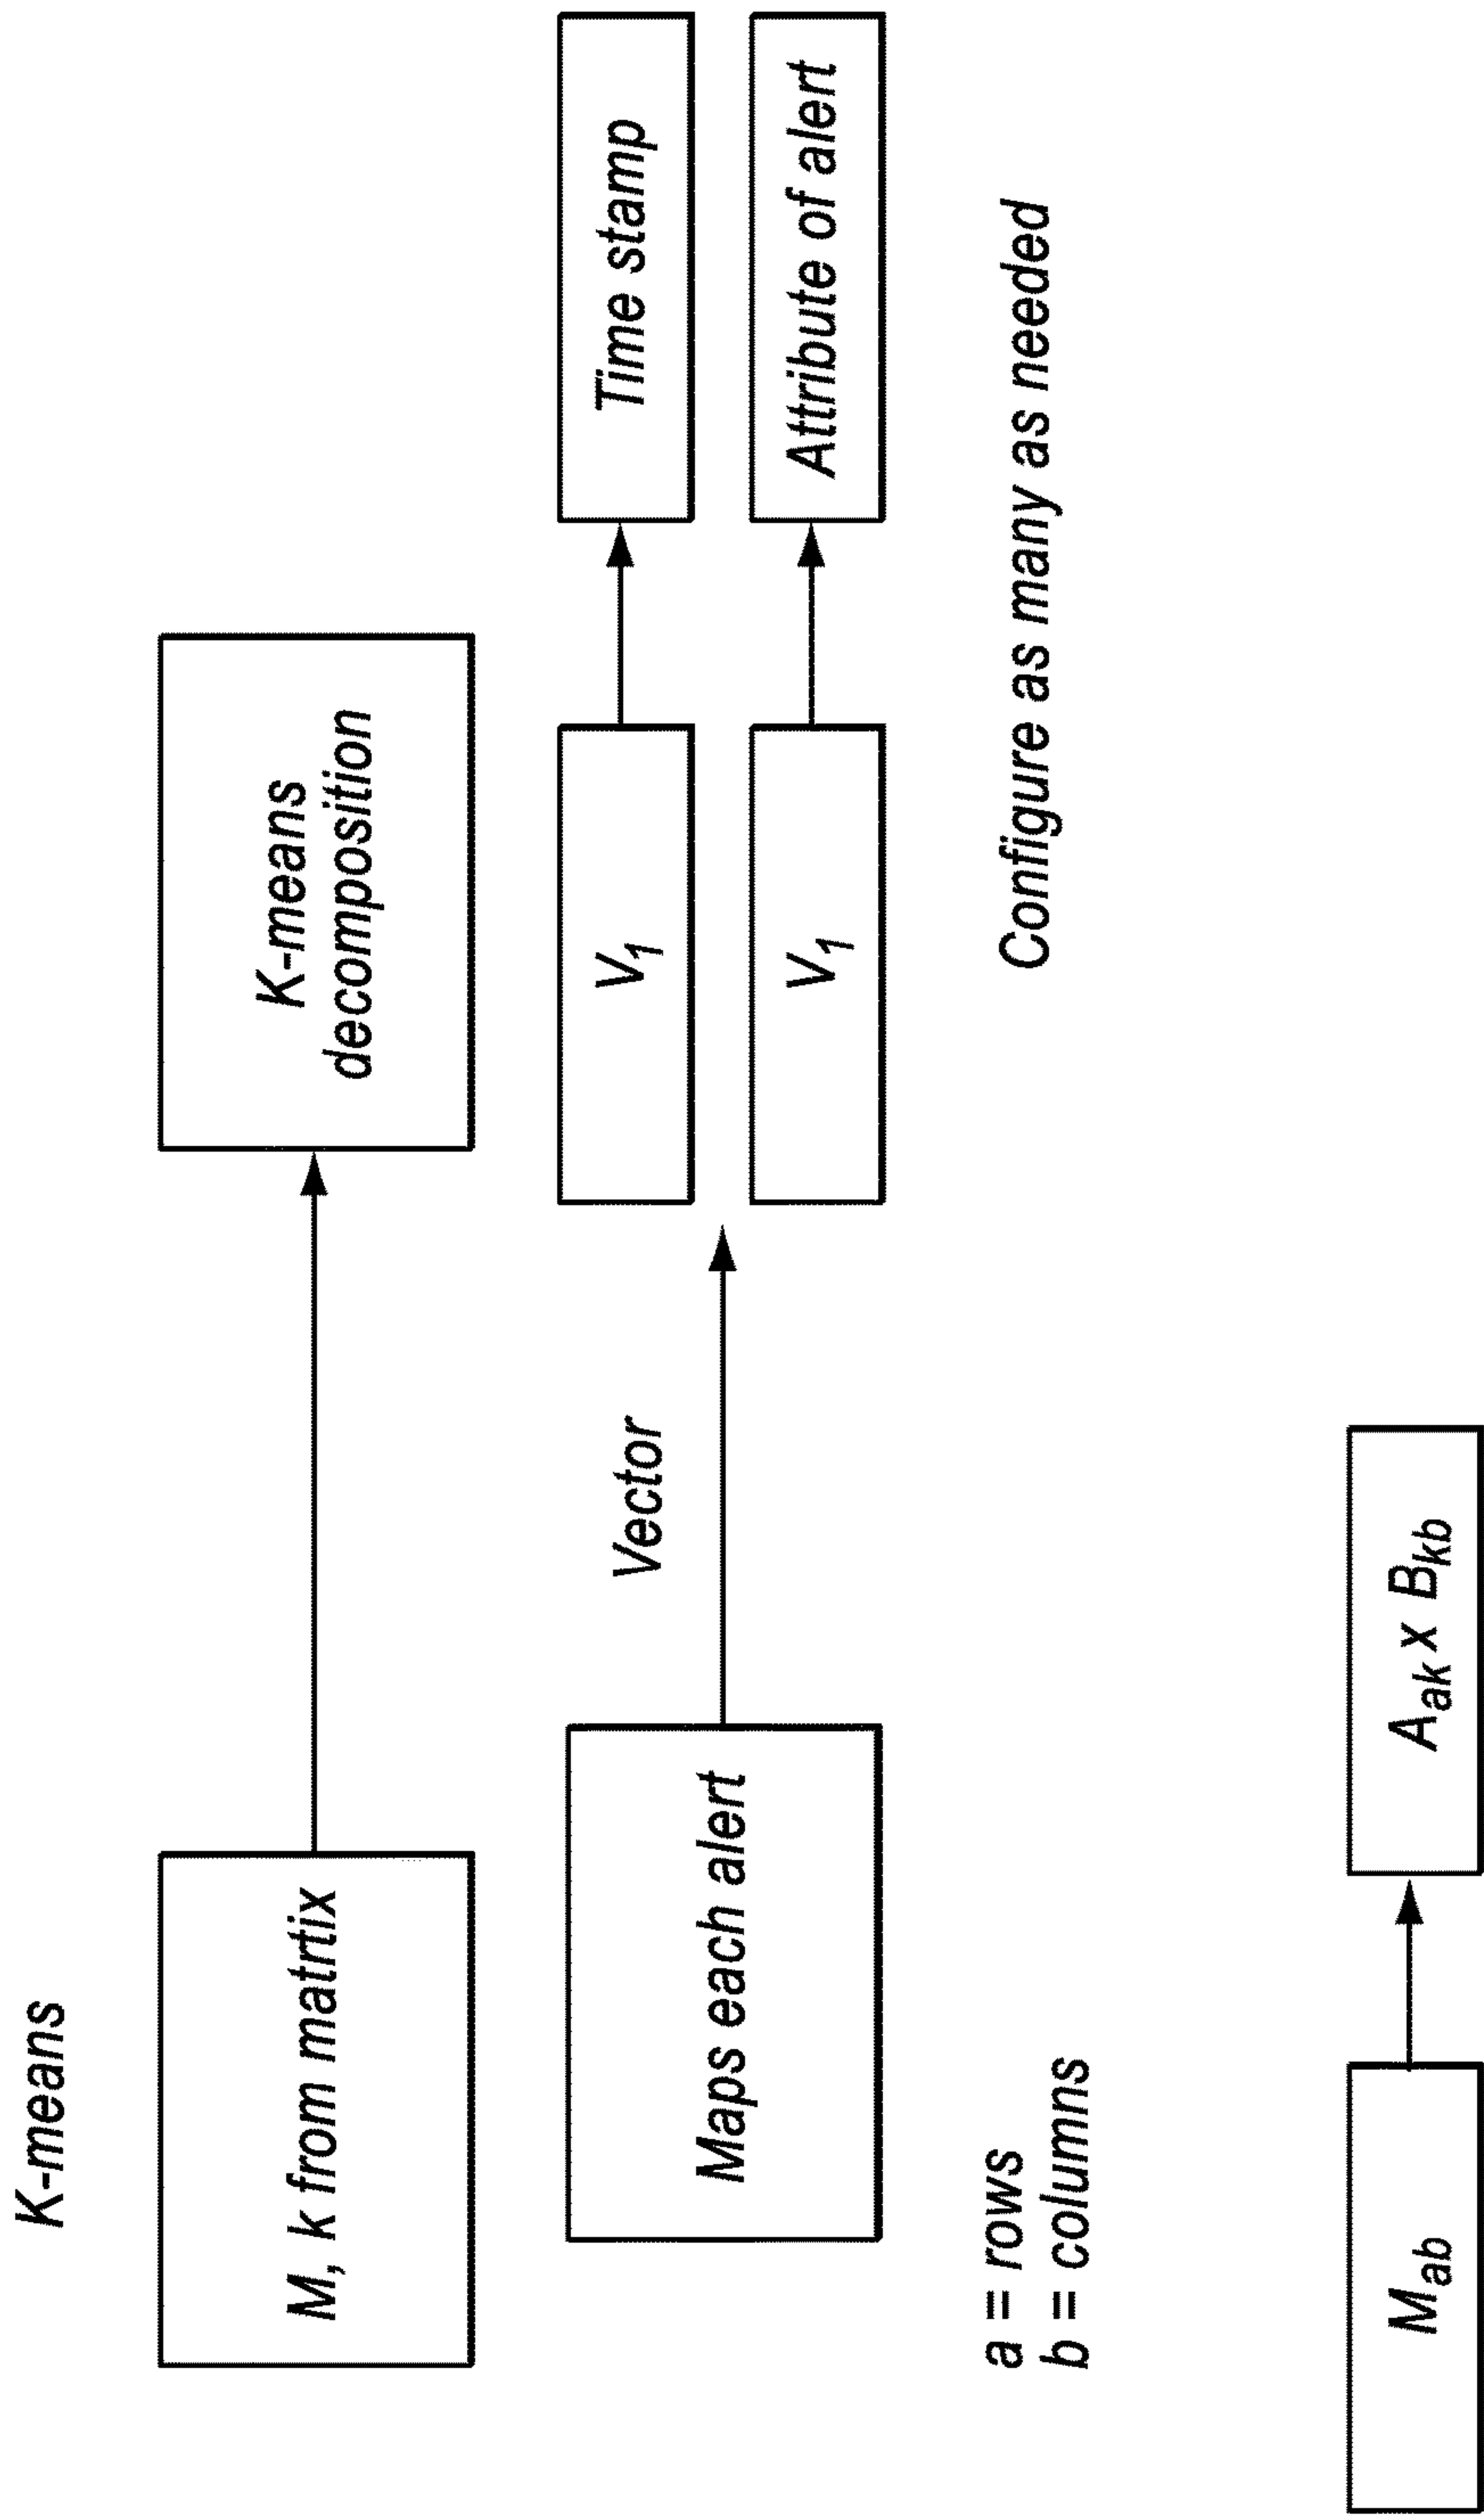 K-means
M, k from matrtix
K-means
decomposition
Maps each alert
Vector
V1
Time stamp
V1
Attribute of alert
Configure as many as needed
a = rows
b = columns
Mab
Aak x Bkb